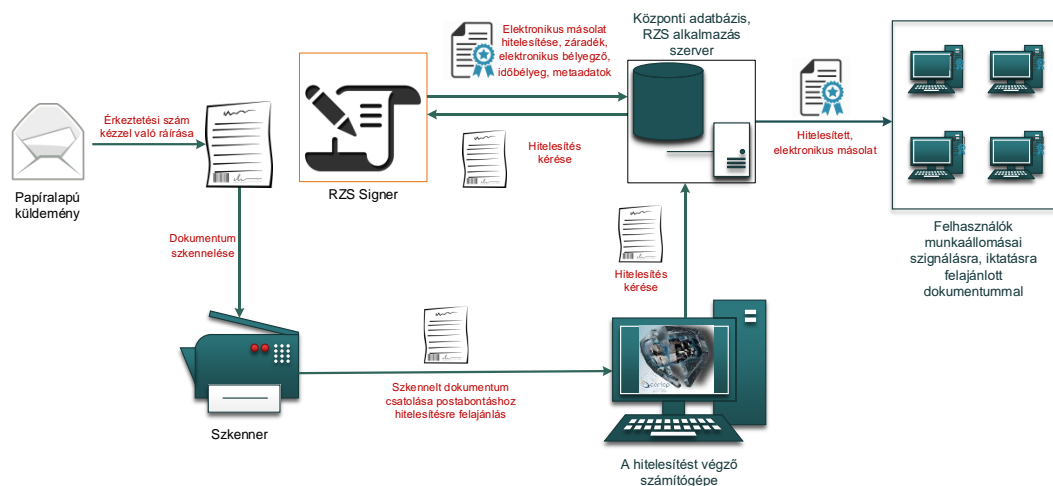 Elektronikus másolat
hitelesítése, záradék,
elektronikus bélyegző,
időbélyeg, metaadatok
Központi adatbázis,
RZS alkalmazás
szerver
Érkeztetési szám
kézzel való ráírása
Hitelesítés
kérése
Hitelesített,
elektronikus másolat
Papíralapú
küldemény
RZS Signer
Dokumentum
szkennelése
Hitelesítés
kérése
Felhasználók
munkaállomásai
szignálásra, iktatásra
felajánlott
dokumentummal
Szkennelt dokumentum
csatolása postabontáshoz
hitelesítésre felajánlás
Szkenner
A hitelesítést végző
számítógépe